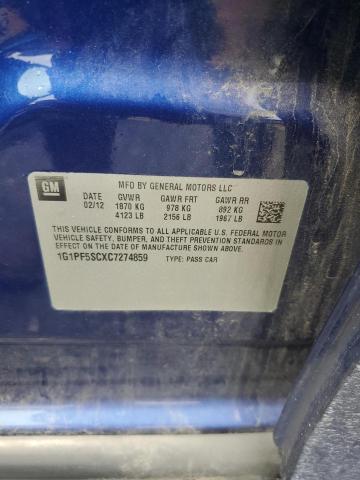 GM
MFD BY GENERAL MOTORS LLC
DATE GVWR GAWR FRT GAWR RR
02/12 1870 KG 978 KG 892 KG
4123 LB 2156 LB 1967 LB
THIS VEHICLE CONFORMS TO ALL APPLICABLE U.S. FEDERAL MOTOR
VEHICLE SAFETY, BUMPER, AND THEFT PREVENTION STANDARDS
IN EFFECT ON THE DATE OF MANUFACTURE SHOWN ABOVE.
1G1PF5SCXC7274859 TYPE: PASS CAR